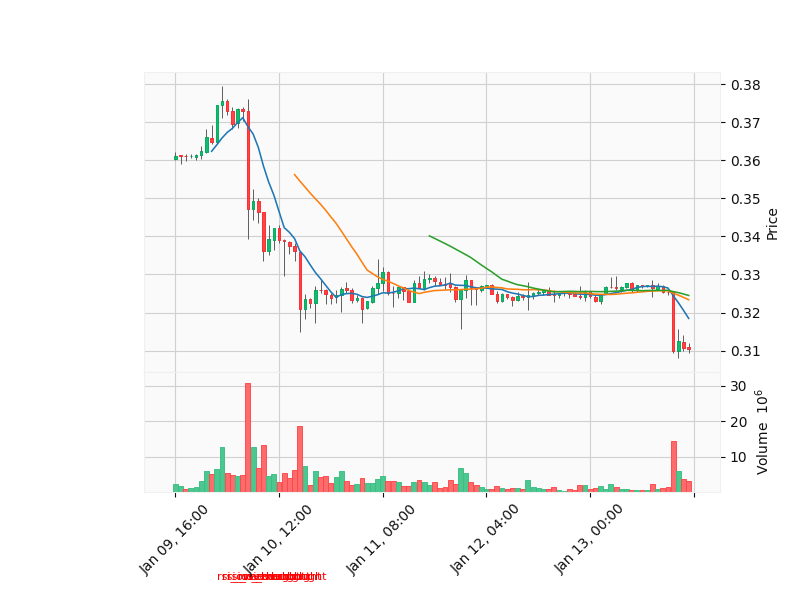 0.38
0.37
0.36
0.35
0.34
0.33
0.32
0.31
Price
30
20
10
Volume 10⁶
Jan 09, 16:00
Jan 10, 12:00
Jan 11, 08:00
Jan 12, 04:00
Jan 13, 00:00